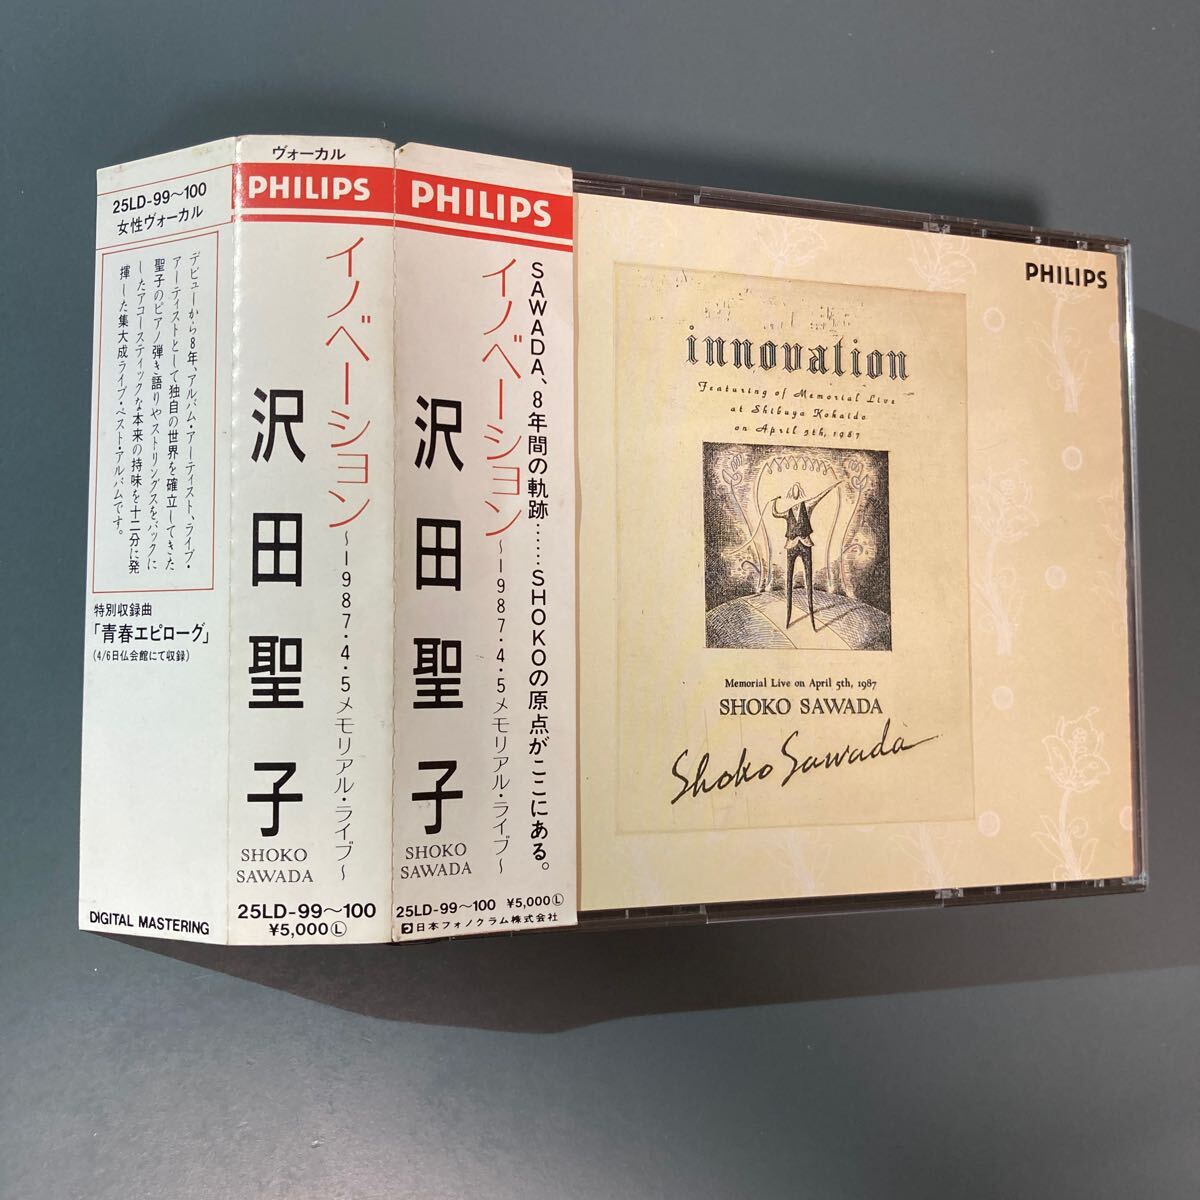 25LD-99〜100
女性ヴォーカル
デビューから8年、アルバム・アーティスト、ライブ・
アーティストとして独自の世界を確立してきた
聖子のピアノ弾き語りやストリングスをバックに
したアコースティックな本来の持味を十二分に発
揮した集大成ライブ・ベスト・アルバムです。
特別収録曲
「青春エピローグ」
(4/6日仏会館にて収録)
DIGITAL MASTERING
ヴォーカル
PHILIPS
イノベーション〜1987・4・5メモリアル・ライブ〜
沢田聖子
SHOKO
SAWADA
25LD-99〜100
¥5,000Ⓛ
PHILIPS
SAWADA、8年間の軌跡……SHOKOの原点がここにある。
イノベーション〜1987・4・5メモリアル・ライブ〜
沢田聖子
SHOKO
SAWADA
25LD-99〜100 ¥5,000Ⓛ
日本フォノグラム株式会社
PHILIPS
innovation
Featuring of Memorial Live
at Shibuya Kokaido
on April 5th, 1987
Memorial Live on April 5th, 1987
SHOKO SAWADA
Shoko Sawada